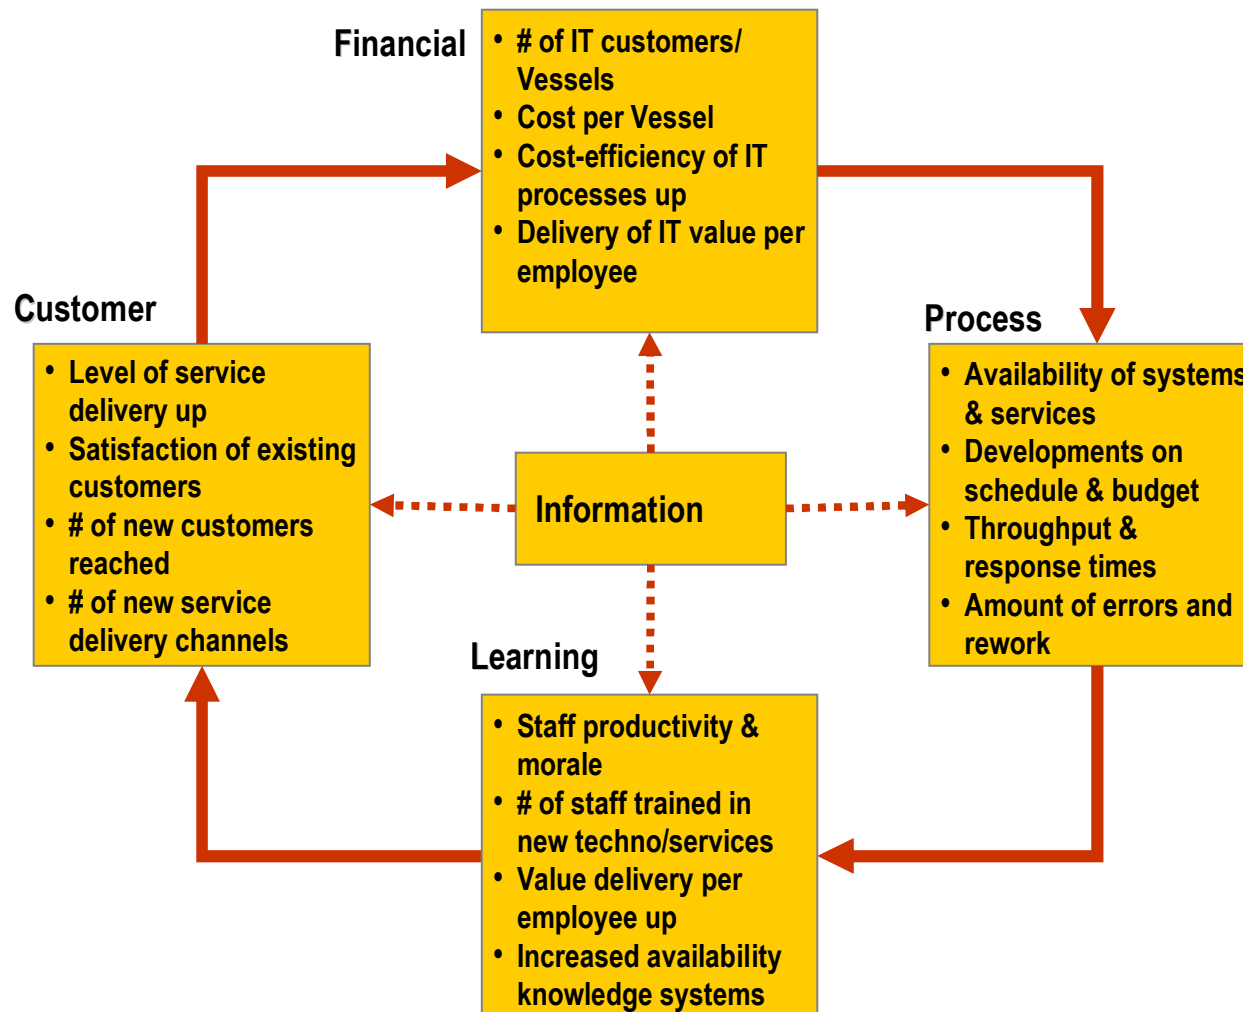 Financial
• # of IT customers/
Vessels
• Cost per Vessel
• Cost-efficiency of IT
processes up
• Delivery of IT value per
employee
Customer
• Level of service
delivery up
• Satisfaction of existing
customers
• # of new customers
reached
• # of new service
delivery channels
Information
Process
• Availability of systems
& services
• Developments on
schedule & budget
• Throughput &
response times
• Amount of errors and
rework
Learning
• Staff productivity &
morale
• # of staff trained in
new techno/services
• Value delivery per
employee up
• Increased availability
knowledge systems